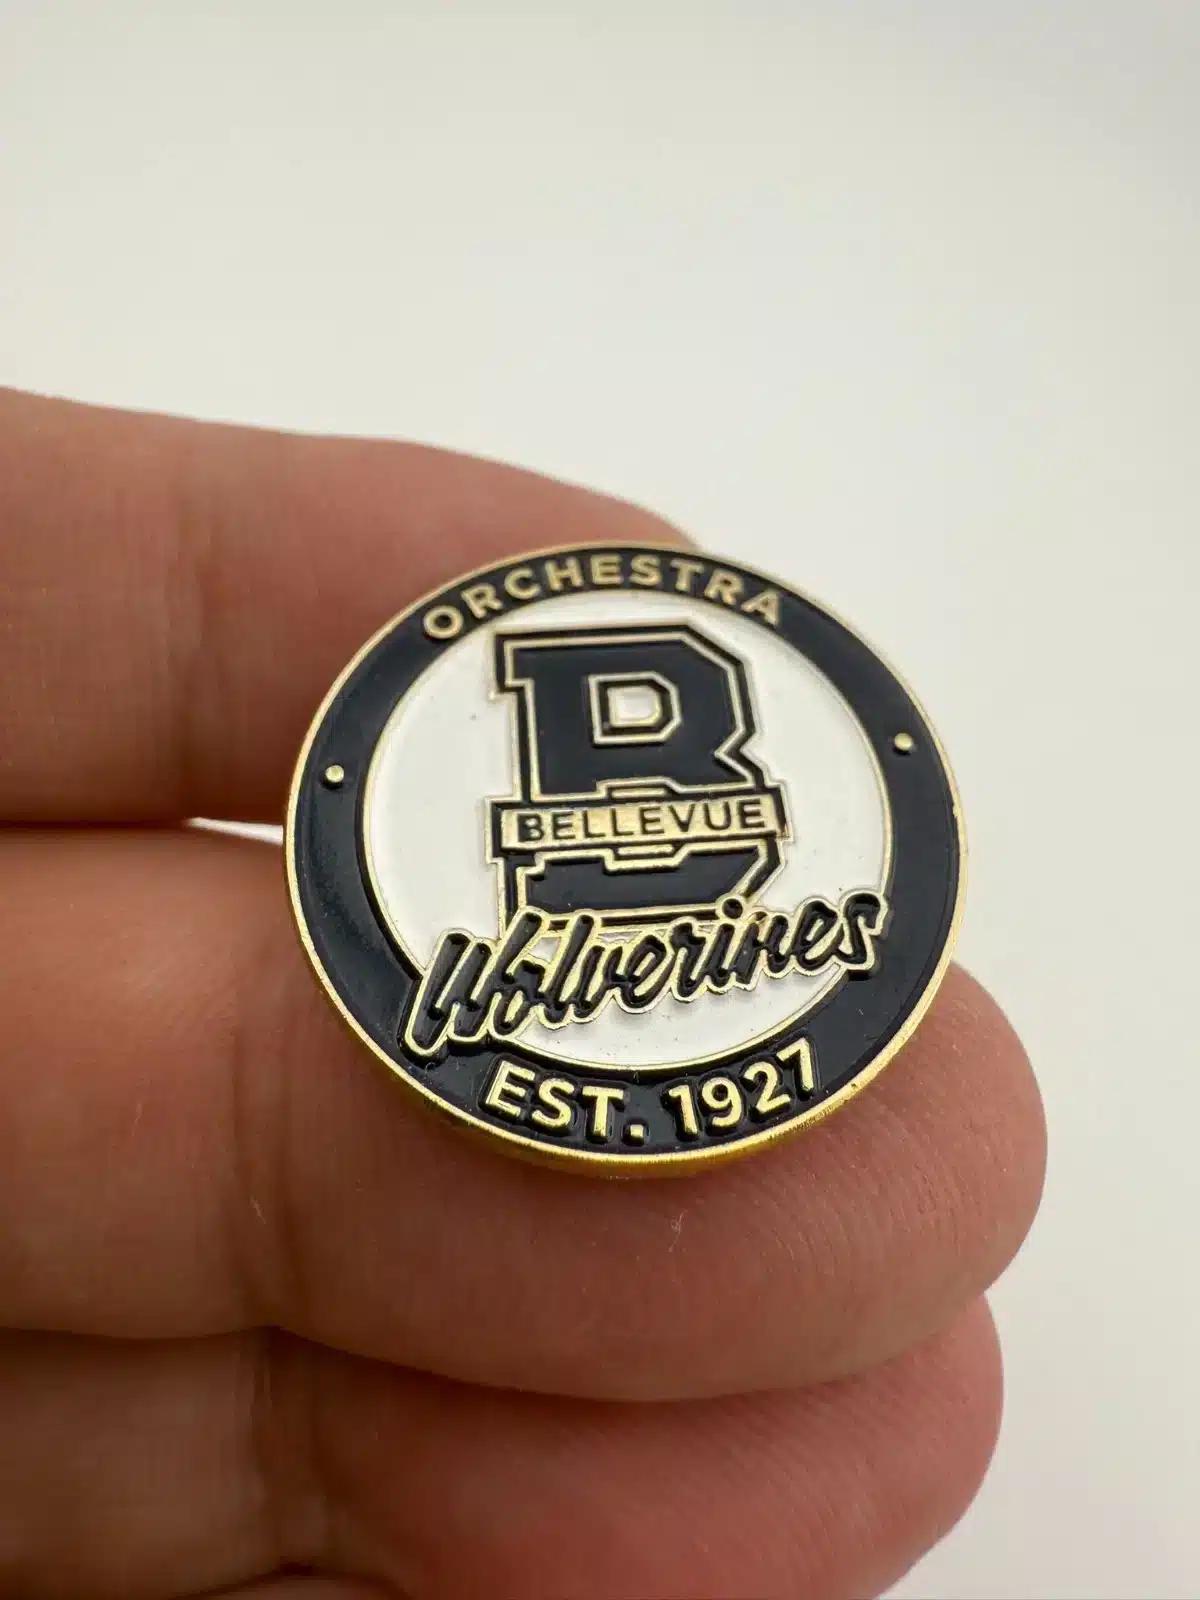 ORCHESTRA
B
BELLEVUE
Wolverines
EST. 1927